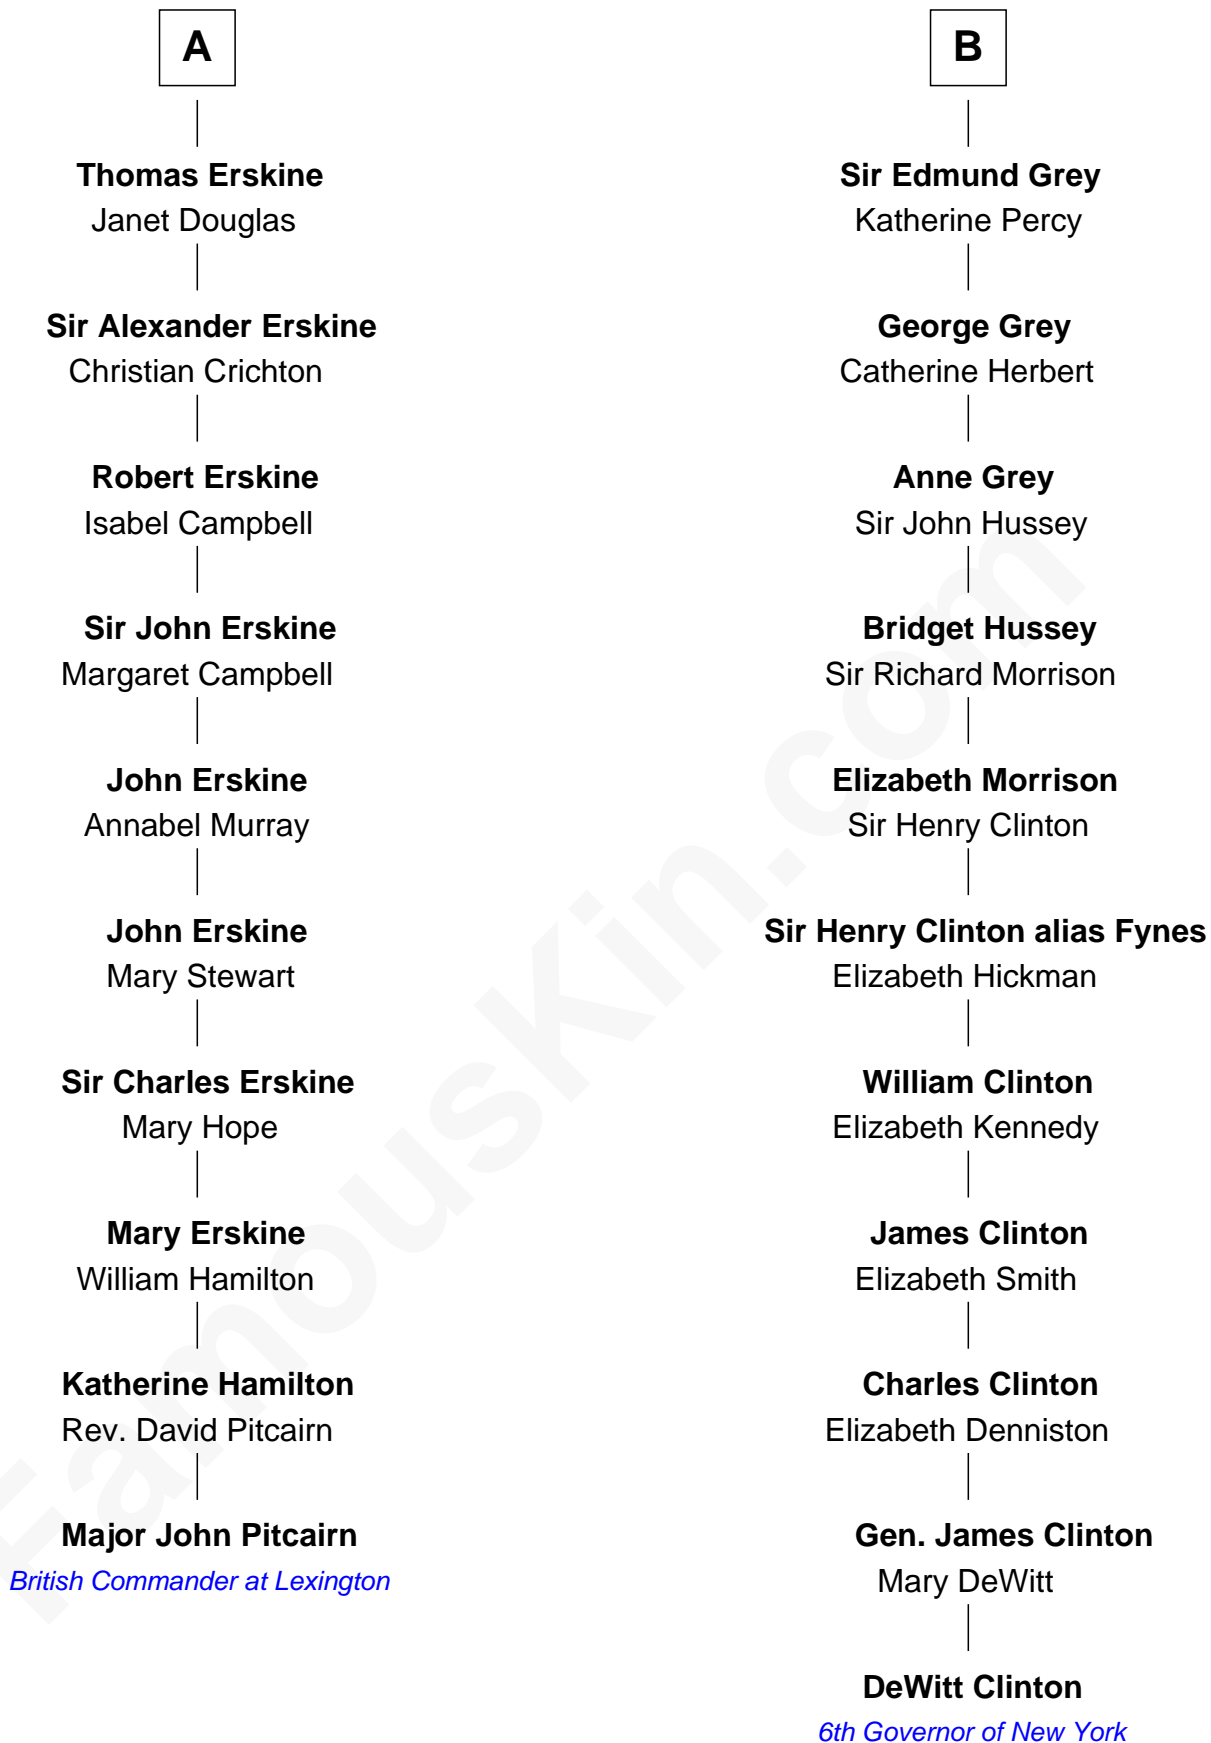 A
Thomas Erskine
Janet Douglas
Sir Alexander Erskine
Christian Crichton
Robert Erskine
Isabel Campbell
Sir John Erskine
Margaret Campbell
John Erskine
Annabel Murray
John Erskine
Mary Stewart
Sir Charles Erskine
Mary Hope
Mary Erskine
William Hamilton
Katherine Hamilton
Rev. David Pitcairn
Major John Pitcairn
British Commander at Lexington
B
Sir Edmund Grey
Katherine Percy
George Grey
Catherine Herbert
Anne Grey
Sir John Hussey
Bridget Hussey
Sir Richard Morrison
Elizabeth Morrison
Sir Henry Clinton
Sir Henry Clinton alias Fynes
Elizabeth Hickman
William Clinton
Elizabeth Kennedy
James Clinton
Elizabeth Smith
Charles Clinton
Elizabeth Denniston
Gen. James Clinton
Mary DeWitt
DeWitt Clinton
6th Governor of New York
FamousKin.com